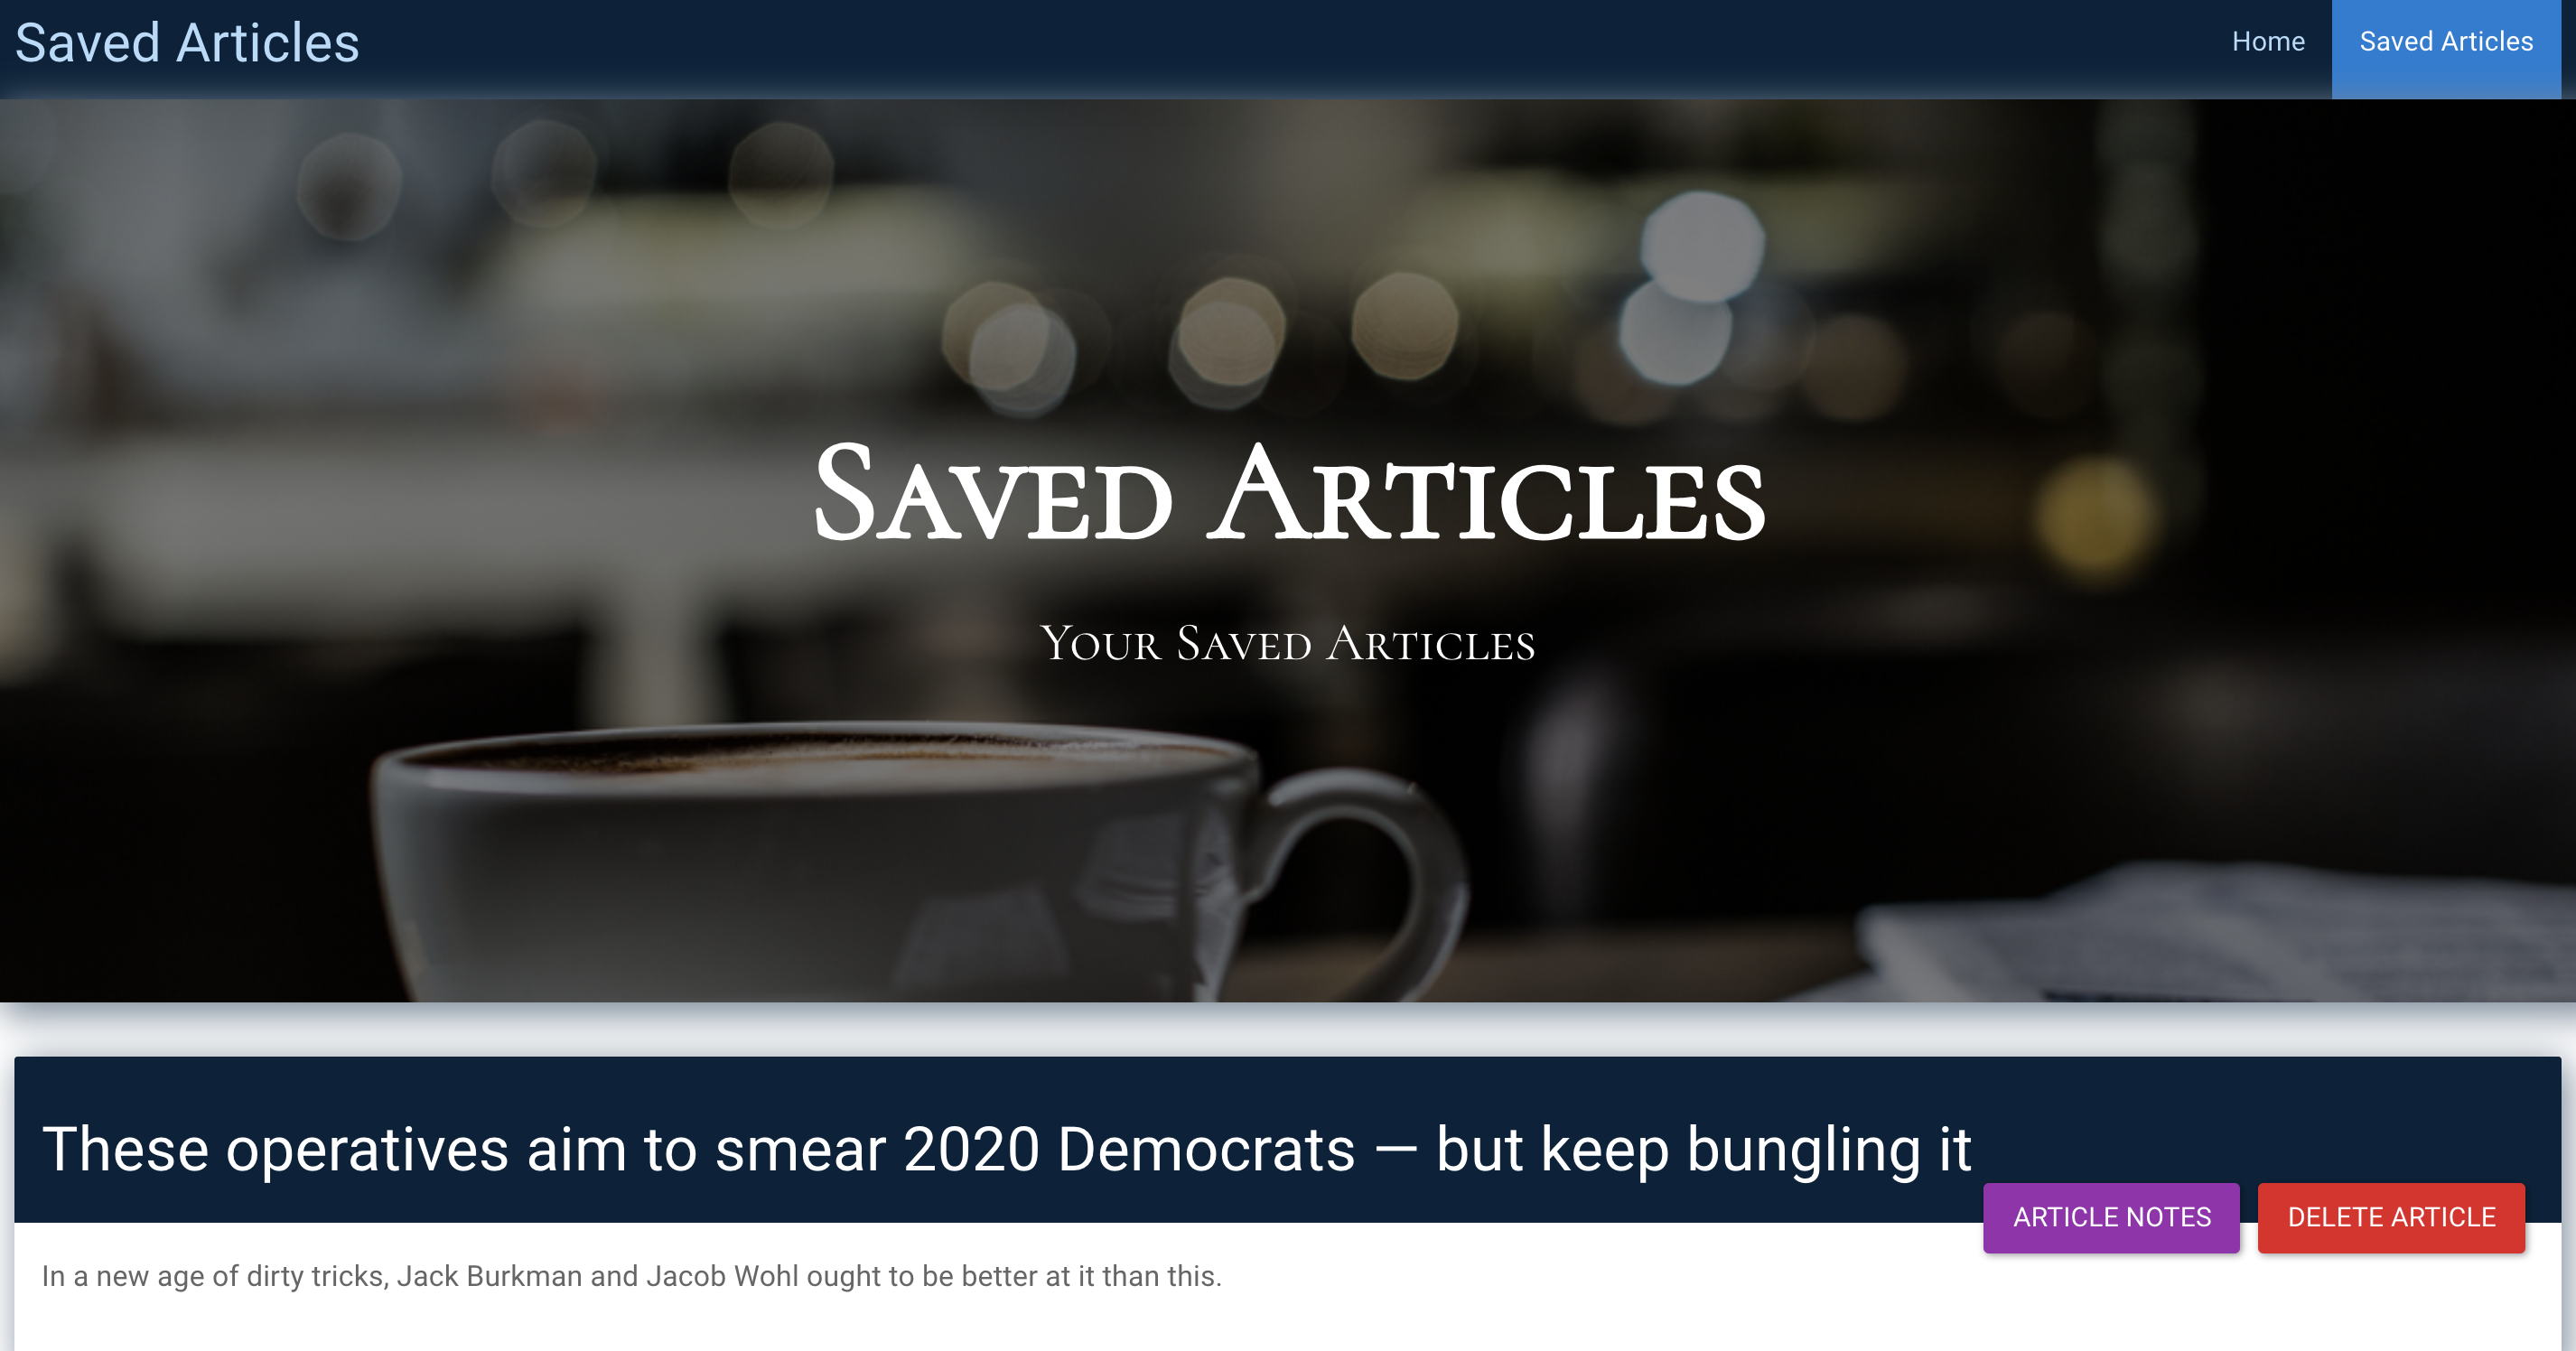 Saved Articles
Home
Saved Articles
Saved Articles
Your Saved Articles
These operatives aim to smear 2020 Democrats — but keep bungling it
ARTICLE NOTES
DELETE ARTICLE
In a new age of dirty tricks, Jack Burkman and Jacob Wohl ought to be better at it than this.